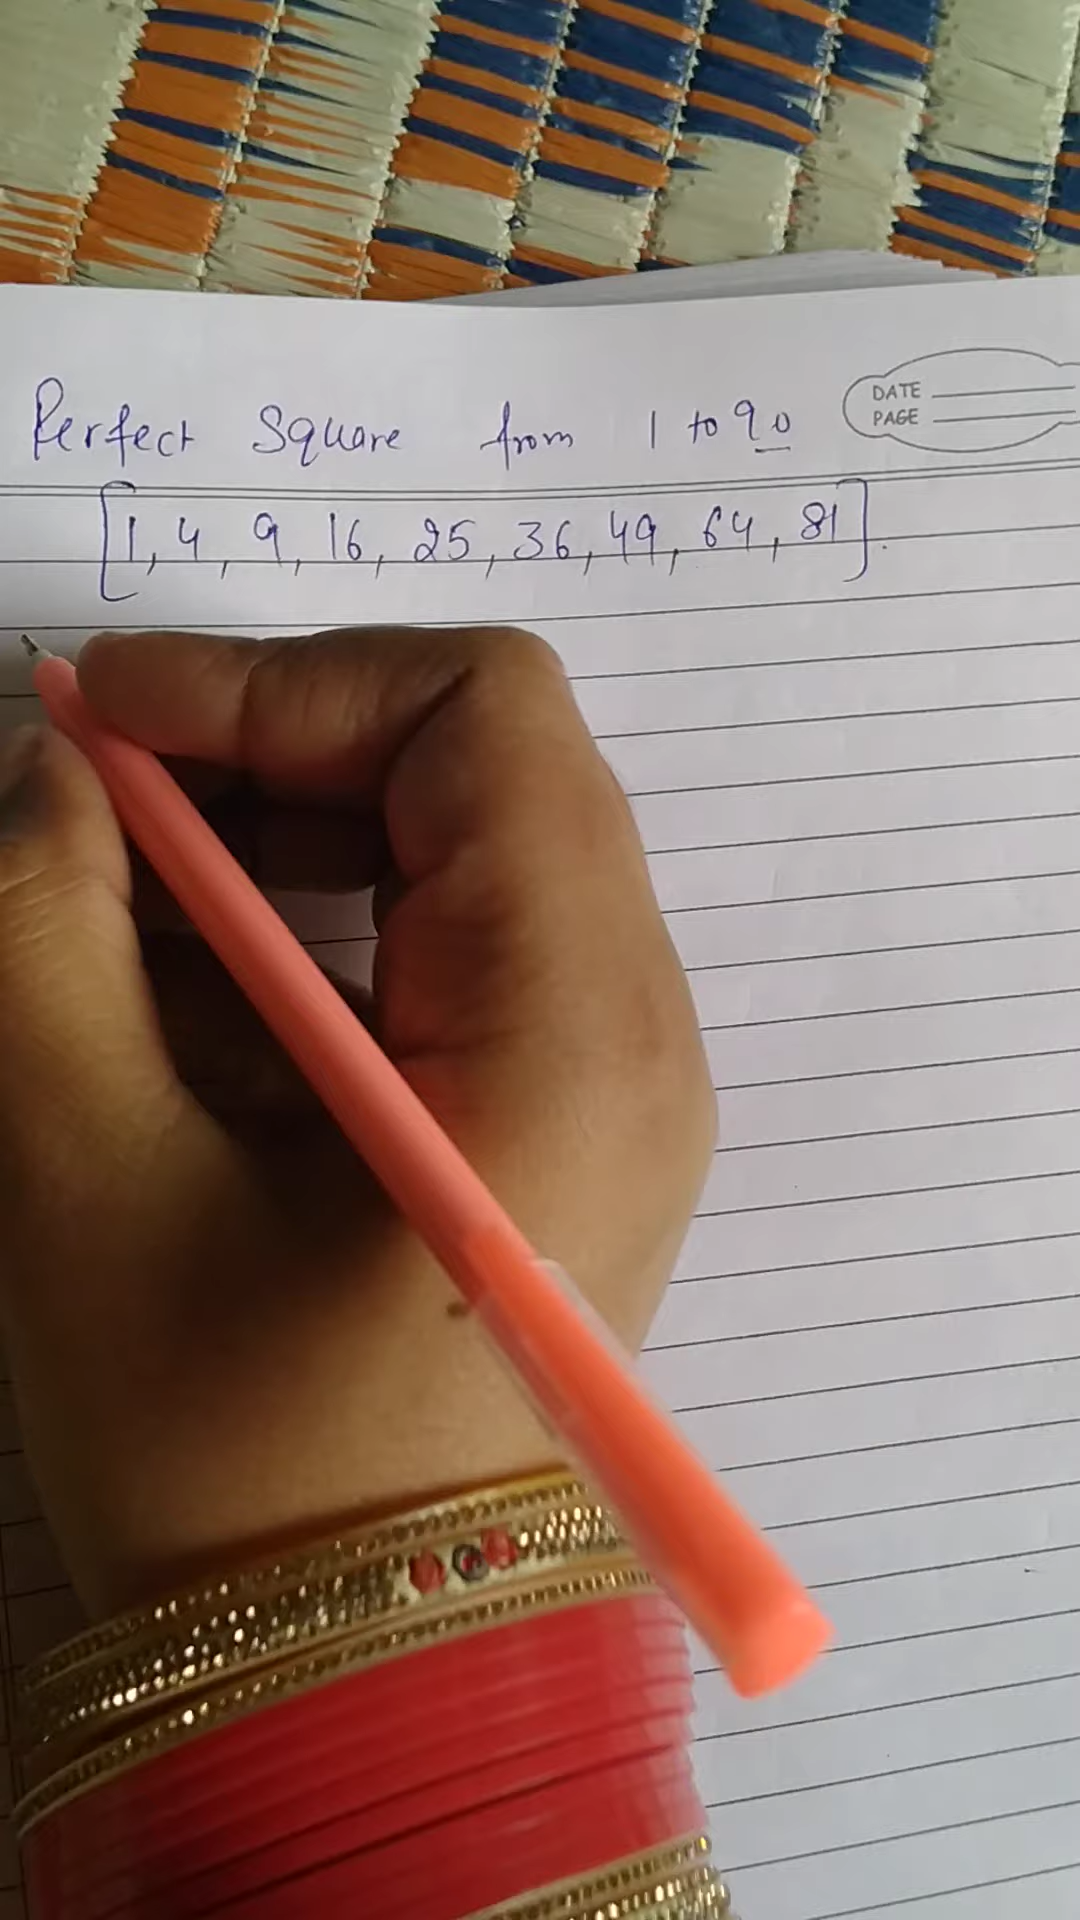 Perfect Square from 1 to 90
DATE
PAGE
[1, 4, 9, 16, 25, 36, 49, 64, 81].